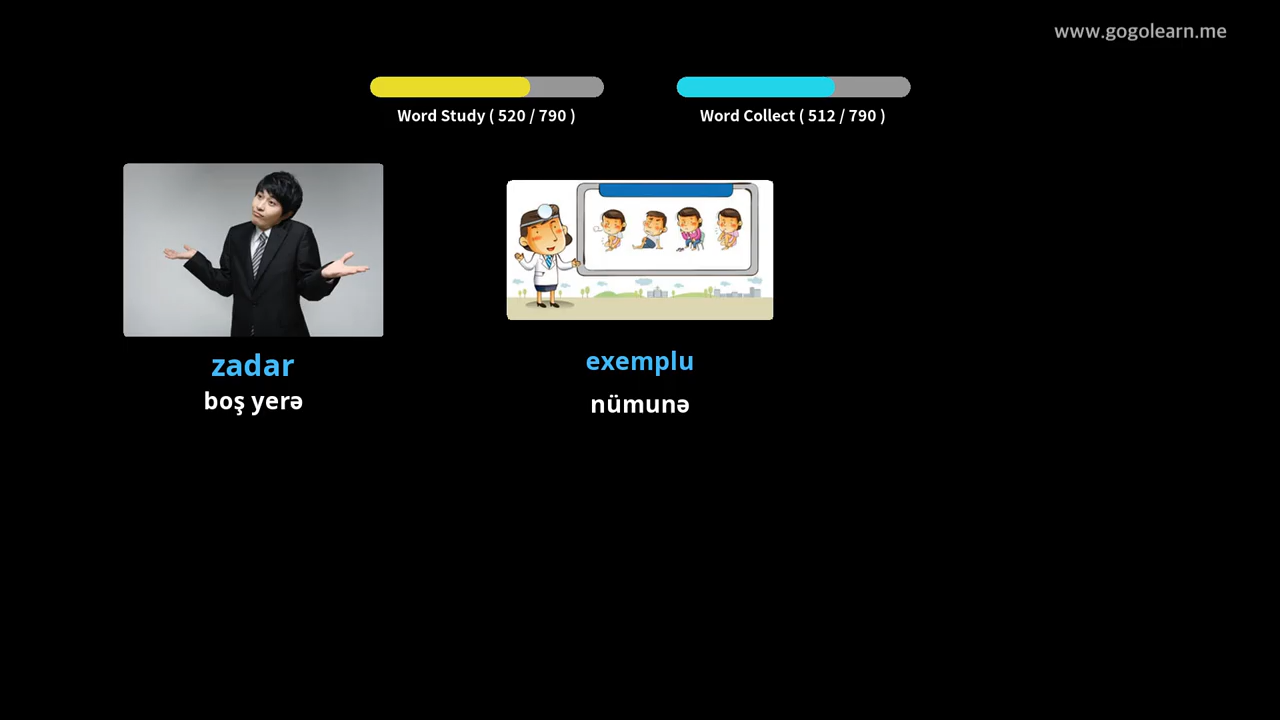 www.gogolearn.me
Word Study ( 520 / 790 )
Word Collect ( 512 / 790 )
zadar
boş yerə
exemplu
nümunə